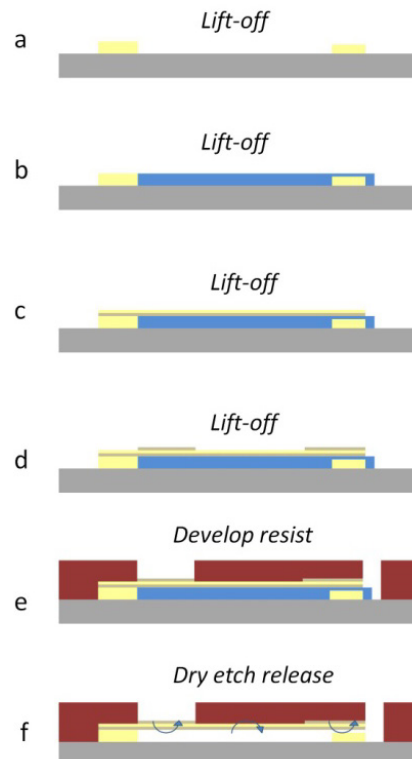 Lift-off
a
Lift-off
b
Lift-off
c
Lift-off
d
Develop resist
e
Dry etch release
f